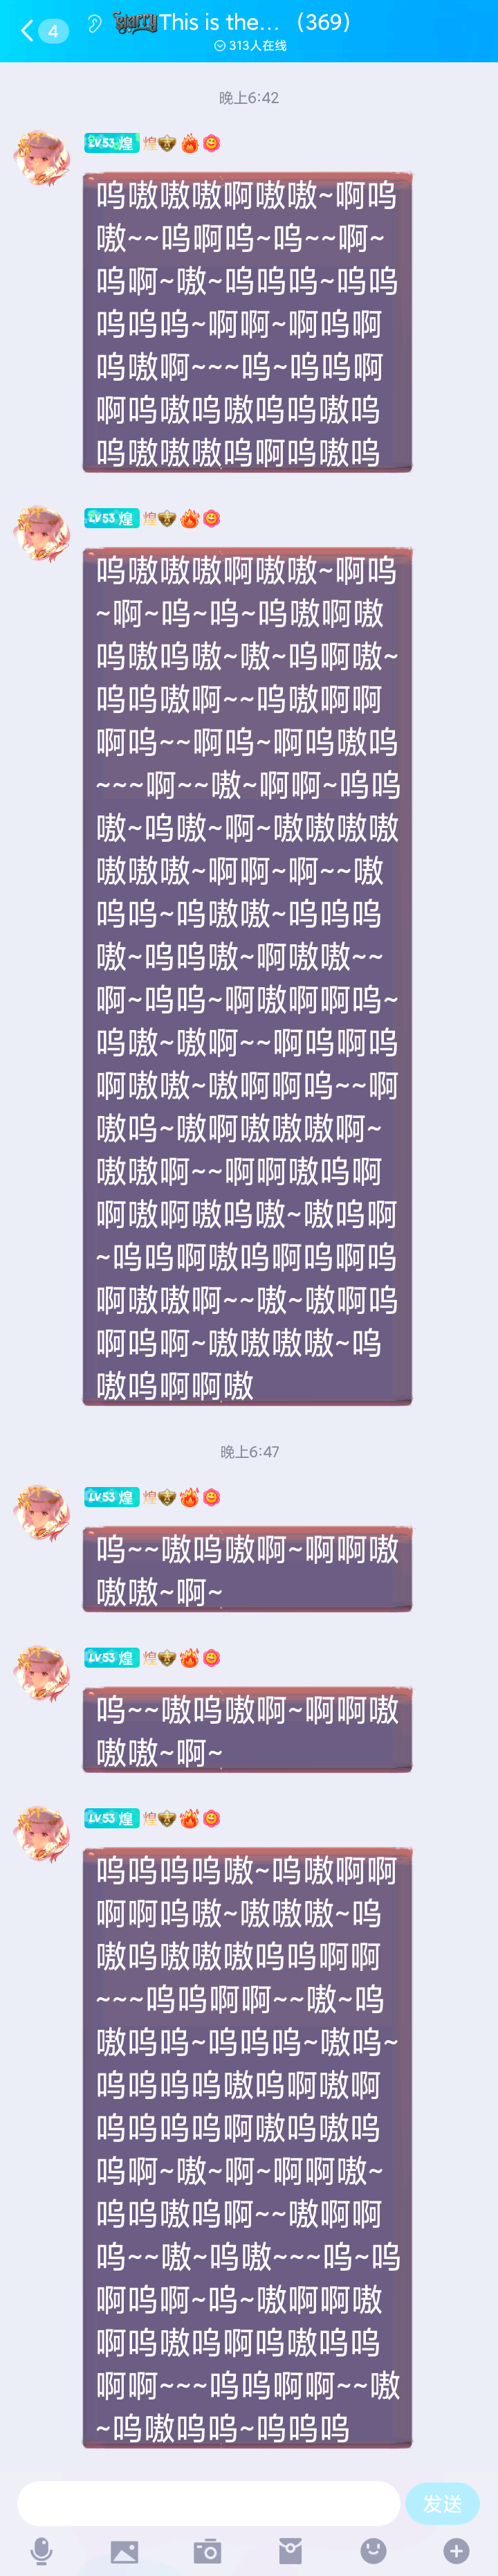 4
Marry This is the...（369）
313人在线
晚上6:42
LV53 煌 煌
呜嗷嗷嗷啊嗷嗷~啊呜
嗷~~呜啊呜~呜~~啊~
呜啊~嗷~呜呜呜~呜呜
呜呜呜~啊啊~啊呜啊
呜嗷啊~~~呜~呜呜啊
啊呜嗷呜嗷呜呜嗷呜
呜嗷嗷嗷呜啊呜嗷呜
LV53 煌 煌
呜嗷嗷嗷啊嗷嗷~啊呜
~啊~呜~呜~呜嗷啊嗷
呜嗷呜嗷~嗷~呜啊嗷~
呜呜嗷啊~~呜嗷啊啊
啊呜~~啊呜~啊呜嗷呜
~~~啊~~嗷~啊啊~呜呜
嗷~呜嗷~啊~嗷嗷嗷嗷
嗷嗷嗷~啊啊~啊~~嗷
呜呜~呜嗷嗷~呜呜呜
嗷~呜呜嗷~啊嗷嗷~~
啊~呜呜~啊嗷啊啊呜~
呜嗷~嗷啊~~啊呜啊呜
啊嗷嗷~嗷啊啊呜~~啊
嗷呜~嗷啊嗷嗷嗷啊~
嗷嗷啊~~啊啊嗷呜啊
啊嗷啊嗷呜嗷~嗷呜啊
~呜呜啊嗷呜啊呜啊呜
啊嗷嗷啊~~嗷~嗷啊呜
啊呜啊~嗷嗷嗷嗷~呜
嗷呜啊啊嗷
晚上6:47
LV53 煌 煌
呜~~嗷呜嗷啊~啊啊嗷
嗷嗷~啊~
LV53 煌 煌
呜~~嗷呜嗷啊~啊啊嗷
嗷嗷~啊~
LV53 煌 煌
呜呜呜呜嗷~呜嗷啊啊
啊啊呜嗷~嗷嗷嗷~呜
嗷呜嗷嗷嗷呜呜啊啊
~~~呜呜啊啊~~嗷~呜
嗷呜呜~呜呜呜~嗷呜~
呜呜呜呜嗷呜啊嗷啊
呜呜呜呜啊嗷呜嗷呜
呜啊~嗷~啊~啊啊嗷~
呜呜嗷呜啊~~嗷啊啊
呜~~嗷~呜嗷~~~呜~呜
啊呜啊~呜~嗷啊啊嗷
啊呜嗷呜啊呜嗷呜呜
啊啊~~~呜呜啊啊~~嗷
~呜嗷呜呜~呜呜呜
发送